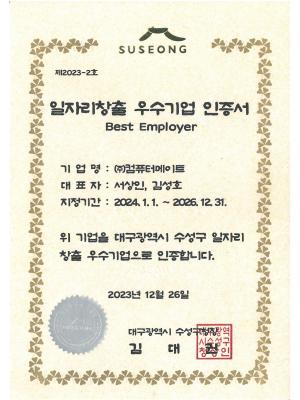 SUSEONG
제2023-2호
일자리창출 우수기업 인증서
Best Employer
기 업 명 : ㈜컴퓨터메이트
대 표 자 : 서상인, 김성호
지정기간 : 2024. 1. 1. ~ 2026. 12. 31.
위 기업을 대구광역시 수성구 일자리
창출 우수기업으로 인증합니다.
2023년 12월 26일
대구광역시 수성구청장
김 대 권